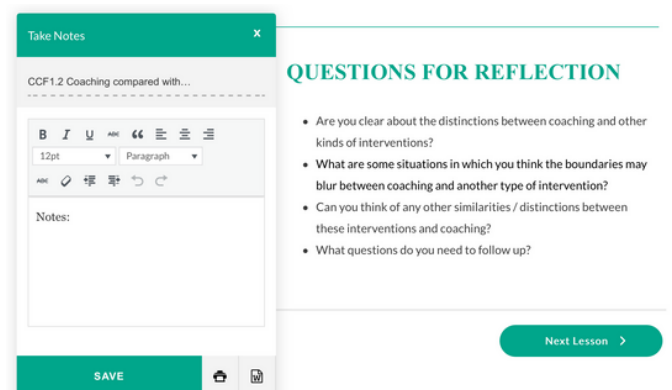 Take Notes x
CCF1.2 Coaching compared with...
B I U ABC
12pt Paragraph
ABC
Notes:
SAVE
QUESTIONS FOR REFLECTION
• Are you clear about the distinctions between coaching and other
kinds of interventions?
• What are some situations in which you think the boundaries may
blur between coaching and another type of intervention?
• Can you think of any other similarities / distinctions between
these interventions and coaching?
• What questions do you need to follow up?
Next Lesson